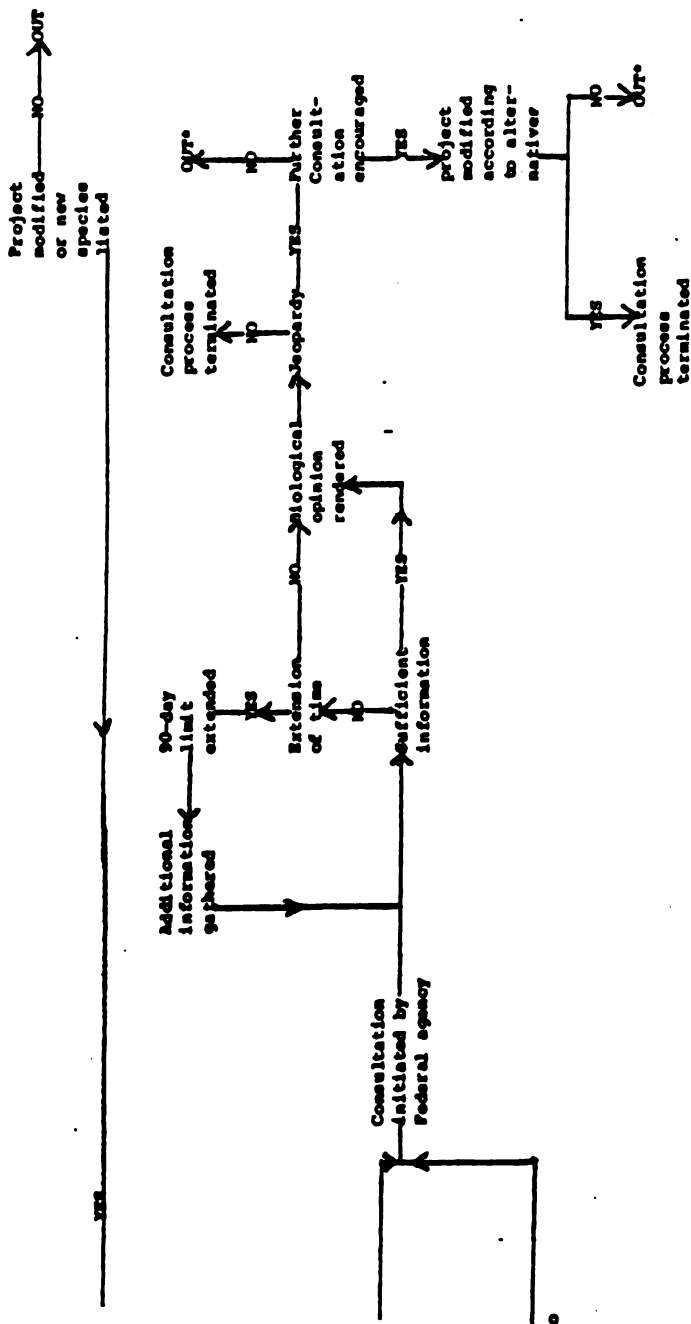 Project
modified NO OUT
or new
species
listed
YES
Additional
information
gathered
90-day
limit
extended
YES
Extension
of time
NO
NO
Sufficient
information
YES
Biological
opinion
rendered
Consultation
process
terminated
NO
Jeopardy
YES
OUT*
NO
Further
Consult-
ation
encouraged
YES
project
modified
according
to alter-
natives
NO
OUT*
YES
Consultation
process
terminated
Consultation
initiated by
Federal agency
o